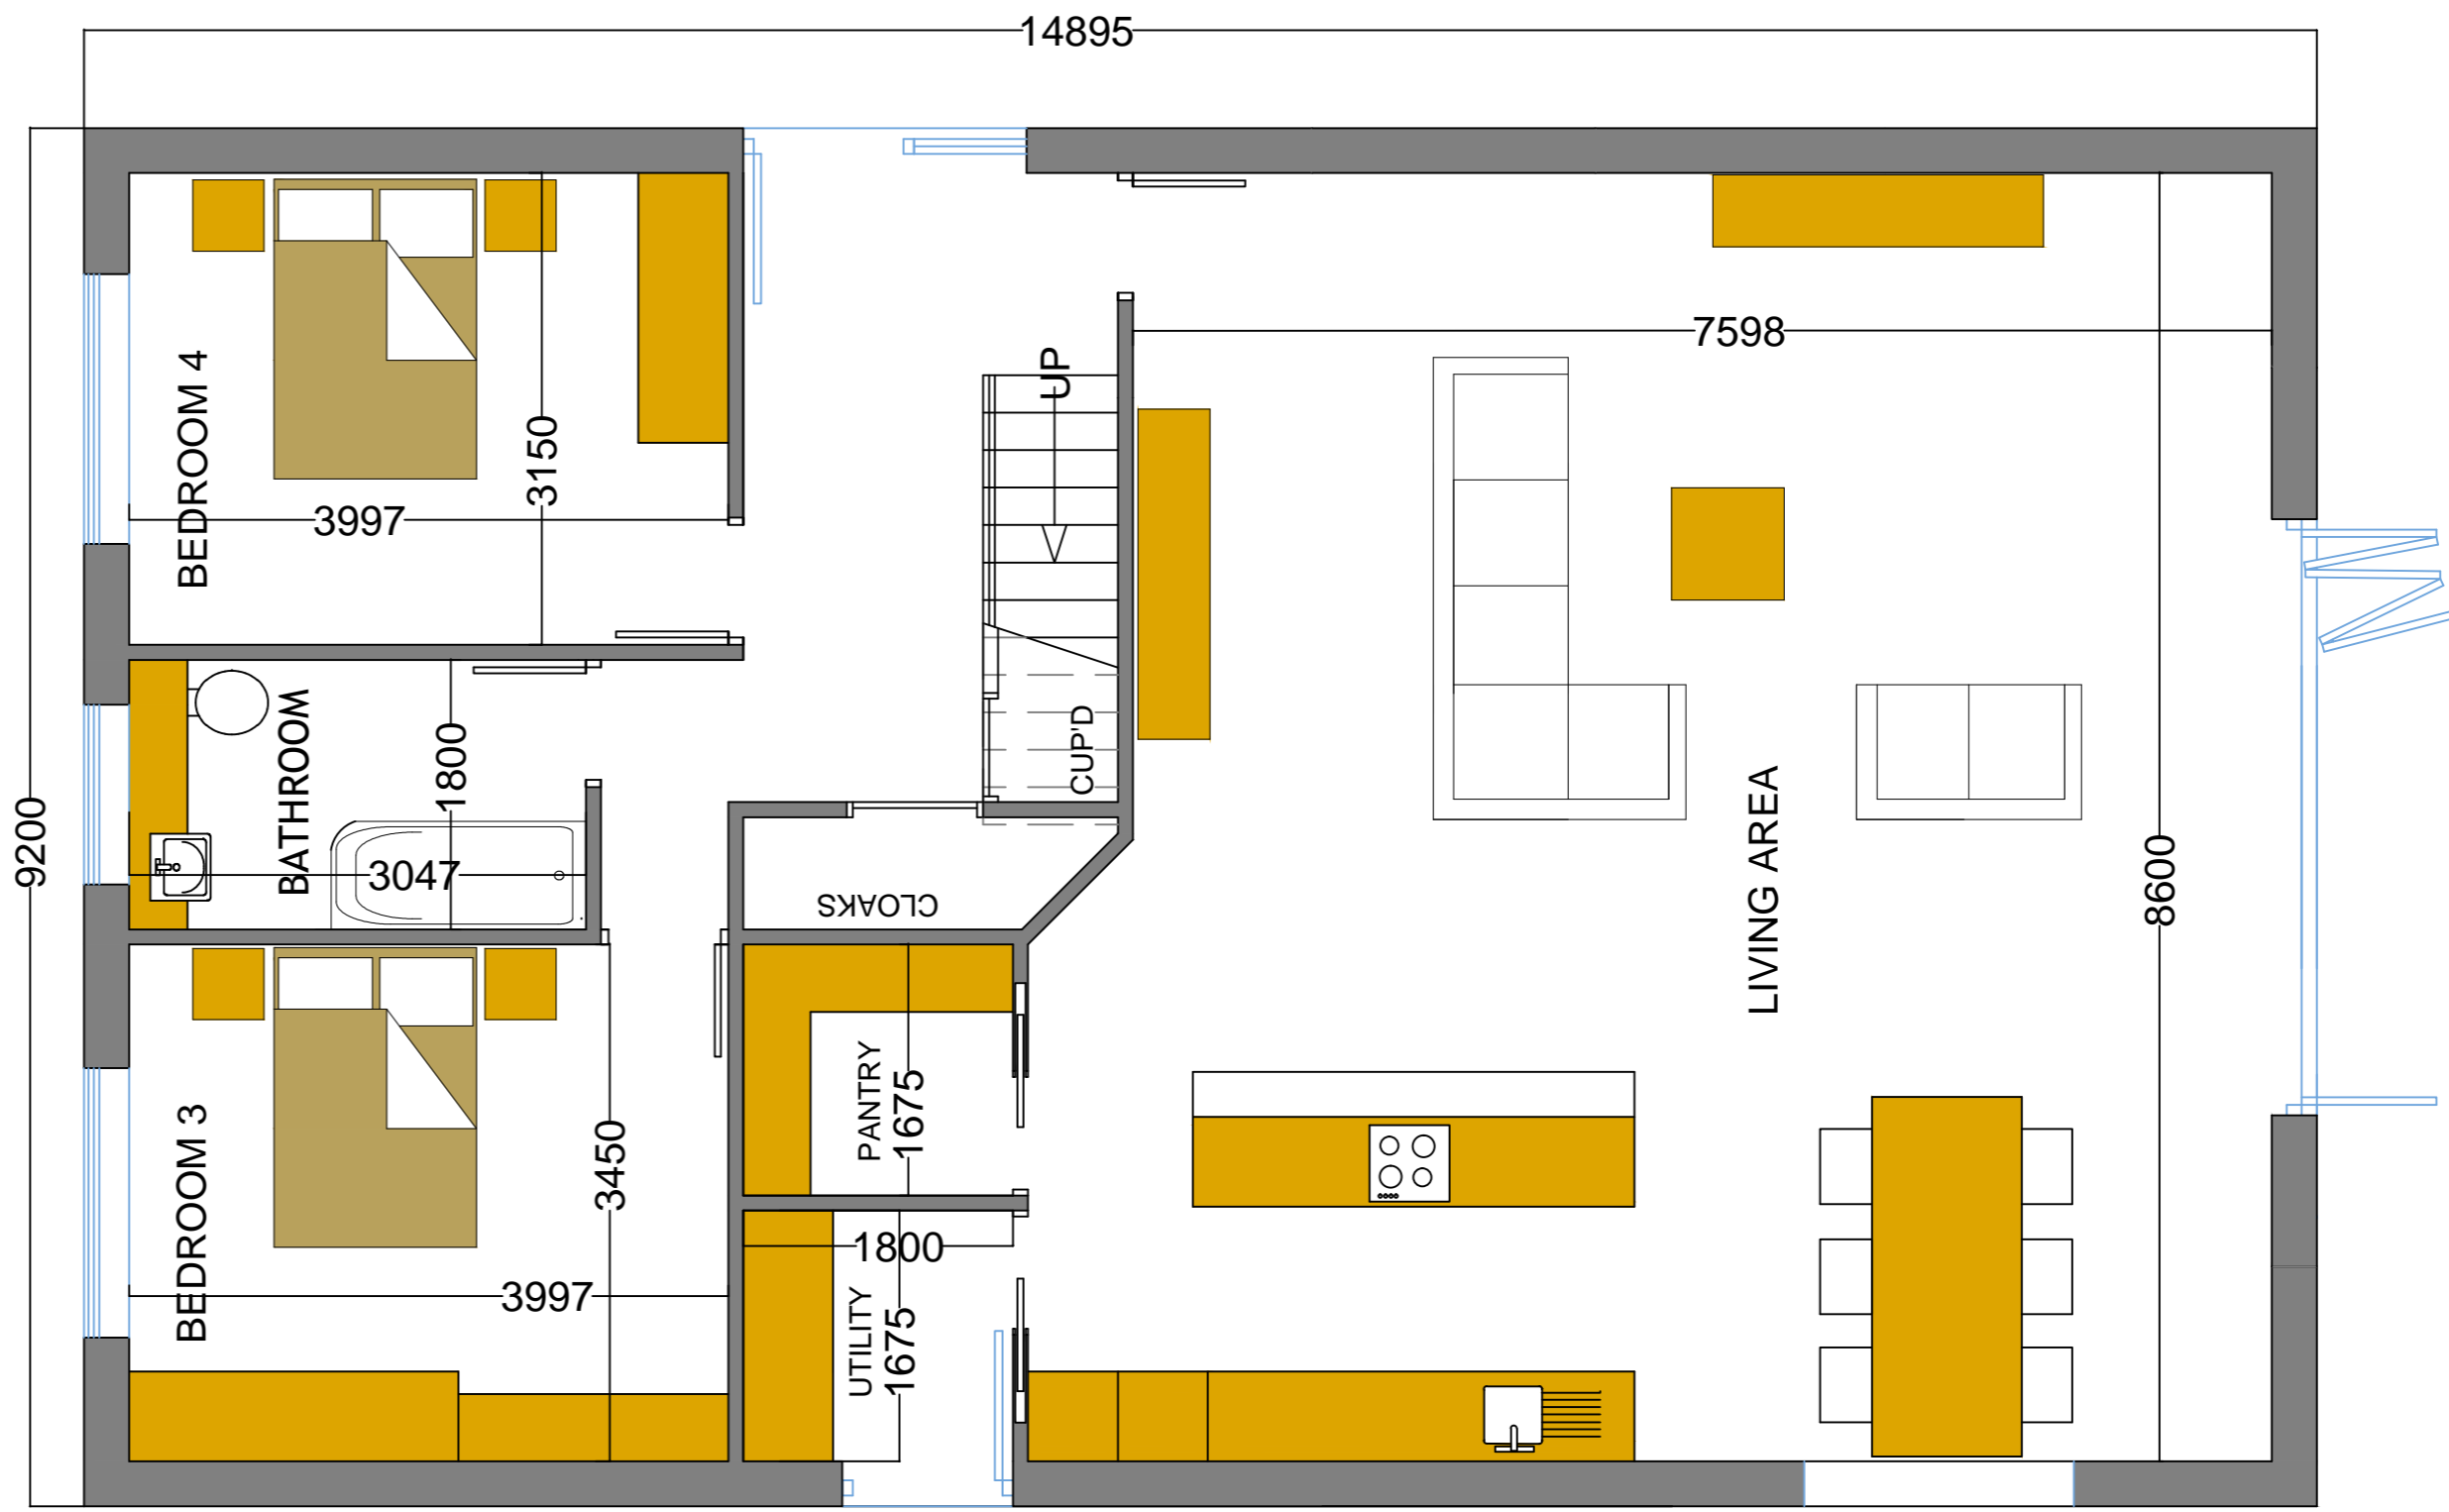 14895
7598
UP
BEDROOM 4
3150
3997
BATHROOM
1800
CUP'D
3047
CLOAKS
9200
LIVING AREA
8600
PANTRY
1675
BEDROOM 3
3450
1800
3997
UTILITY
1675